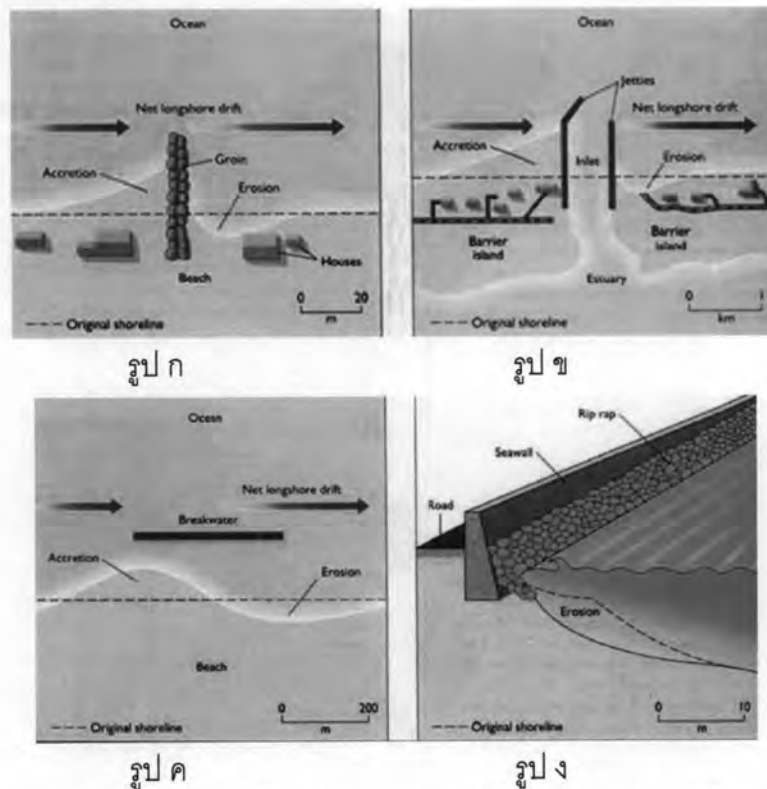 Ocean
Net longshore drift
Groin
Accretion
Erosion
Houses
Beach
0 20
m
Original shoreline
รูป ก
Ocean
Jetties
Net longshore drift
Accretion
Inlet
Erosion
Barrier
island
Barrier
island
Estuary
0 1
km
Original shoreline
รูป ข
Ocean
Net longshore drift
Breakwater
Accretion
Erosion
Beach
0 200
m
Original shoreline
รูป ค
Rip rap
Seawall
Road
Erosion
0 10
m
Original shoreline
รูป ง